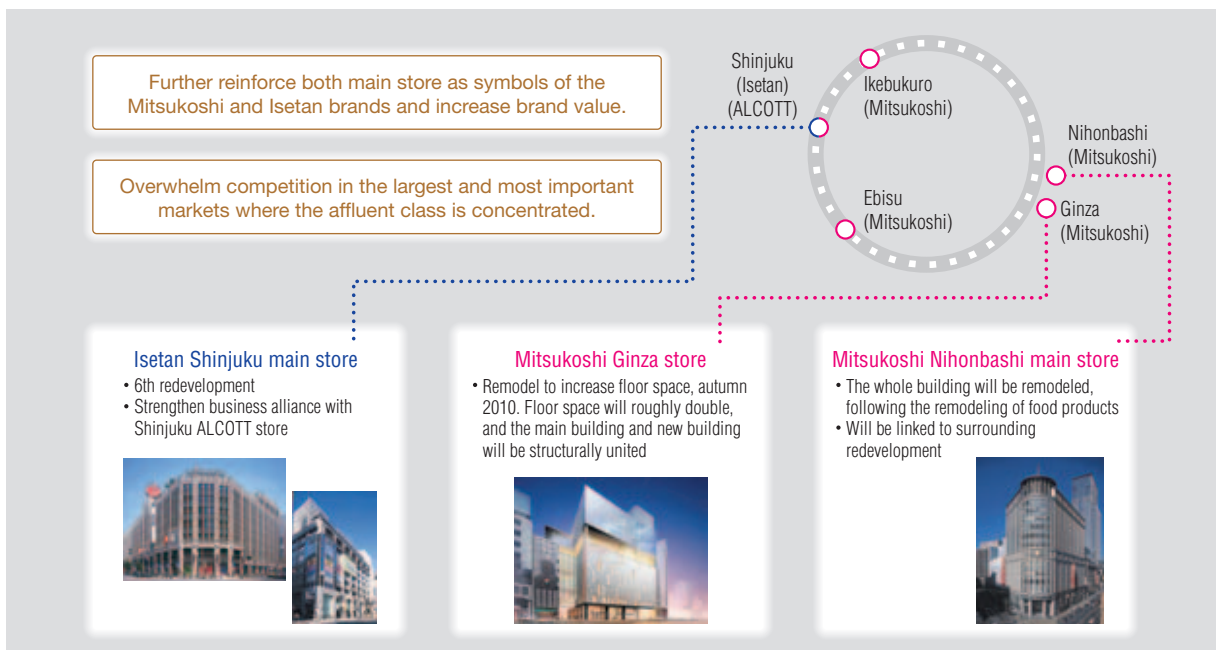 Further reinforce both main store as symbols of the
Mitsukoshi and Isetan brands and increase brand value.
Overwhelm competition in the largest and most important
markets where the affluent class is concentrated.
Shinjuku
(Isetan)
(ALCOTT)
Ikebukuro
(Mitsukoshi)
Nihonbashi
(Mitsukoshi)
Ebisu
(Mitsukoshi)
Ginza
(Mitsukoshi)
Isetan Shinjuku main store
• 6th redevelopment
• Strengthen business alliance with
Shinjuku ALCOTT store
Mitsukoshi Ginza store
• Remodel to increase floor space, autumn
2010. Floor space will roughly double,
and the main building and new building
will be structurally united
Mitsukoshi Nihonbashi main store
• The whole building will be remodeled,
following the remodeling of food products
• Will be linked to surrounding
redevelopment